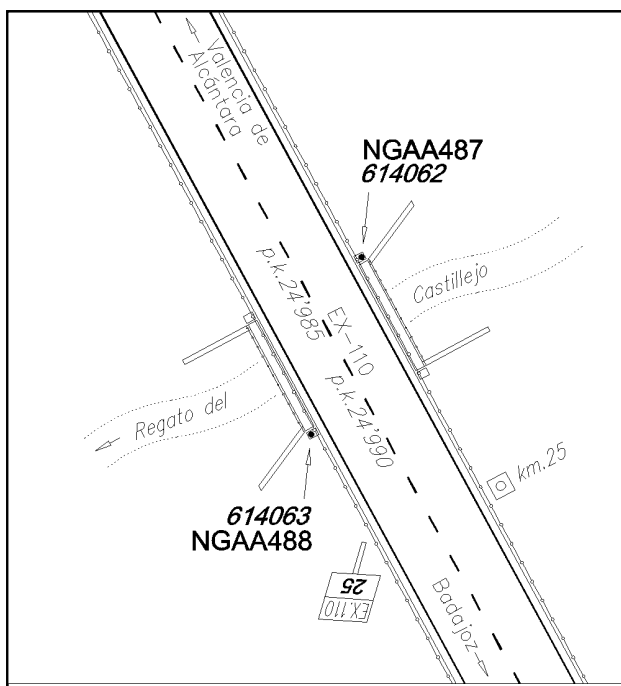 Valencia de
Alcántara
NGAA487
614062
p.k.24'985
EX-110
p.k.24'990
Castillejo
Regato del
km.25
614063
NGAA488
25
EX.110
Badajoz